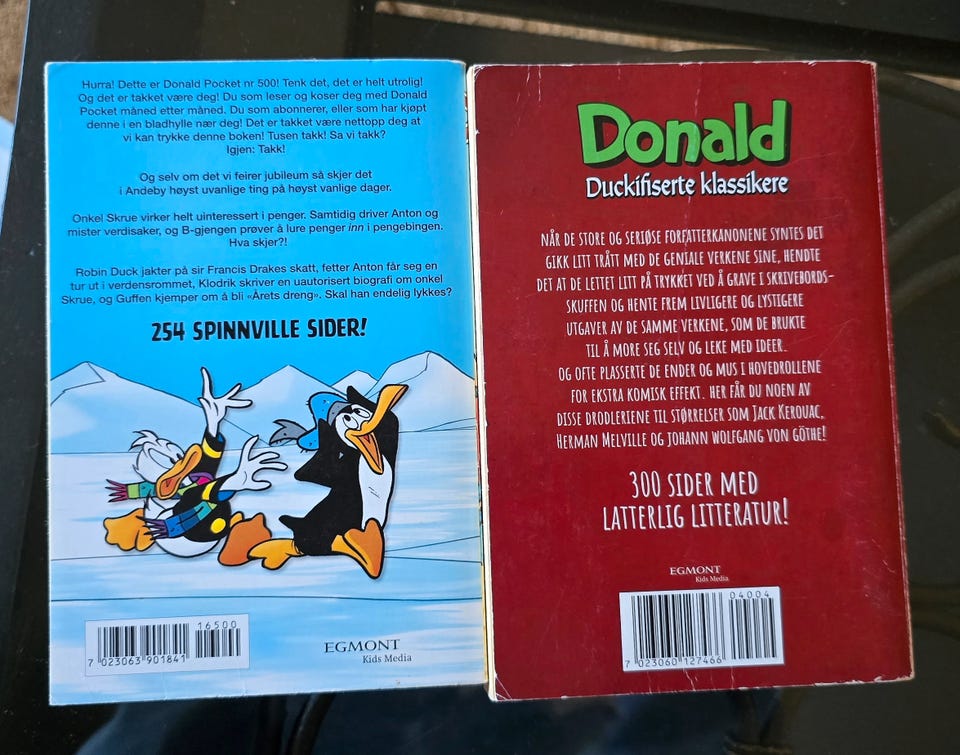 Hurra! Dette er Donald Pocket nr 500! Tenk det, det er helt utrolig!
Og det er takket være deg! Du som leser og koser deg med Donald
Pocket måned etter måned. Du som abonnerer, eller som har kjøpt
denne i en bladhylle nær deg! Det er takket være nettopp deg at
vi kan trykke denne boken! Tusen takk! Sa vi takk?
Igjen: Takk!
Og selv om det vi feirer jubileum så skjer det
i Andeby høyst uvanlige ting på høyst vanlige dager.
Onkel Skrue virker helt uinteressert i penger. Samtidig driver Anton og
mister verdisaker, og B-gjengen prøver å lure penger inn i pengebingen.
Hva skjer?!
Robin Duck jakter på sir Francis Drakes skatt, fetter Anton får seg en
tur ut i verdensrommet, Klodrik skriver en uautorisert biografi om onkel
Skrue, og Guffen kjemper om å bli «Årets dreng». Skal han endelig lykkes?
254 SPINNVILLE SIDER!
16500
7 023063 901841
EGMONT
Kids Media
Donald
Duckifiserte klassikere
NÅR DE STORE OG SERIØSE FORFATTERKANONENE SYNTES DET
GIKK LITT TRÅTT MED DE GENIALE VERKENE SINE, HENDTE
DET AT DE LETTET LITT PÅ TRYKKET VED Å GRAVE I SKRIVEBORDS-
SKUFFEN OG HENTE FREM LIVLIGERE OG LYSTIGERE
UTGAVER AV DE SAMME VERKENE, SOM DE BRUKTE
TIL Å MORE SEG SELV OG LEKE MED IDEER.
OG OFTE PLASSERTE DE ENDER OG MUS I HOVEDROLLENE
FOR EKSTRA KOMISK EFFEKT. HER FÅR DU NOEN AV
DISSE DRODLERIENE TIL STØRRELSER SOM JACK KEROUAC,
HERMAN MELVILLE OG JOHANN WOLFGANG VON GÖTHE!
300 SIDER MED
LATTERLIG LITTERATUR!
EGMONT
Kids Media
04004
7 023060 127466